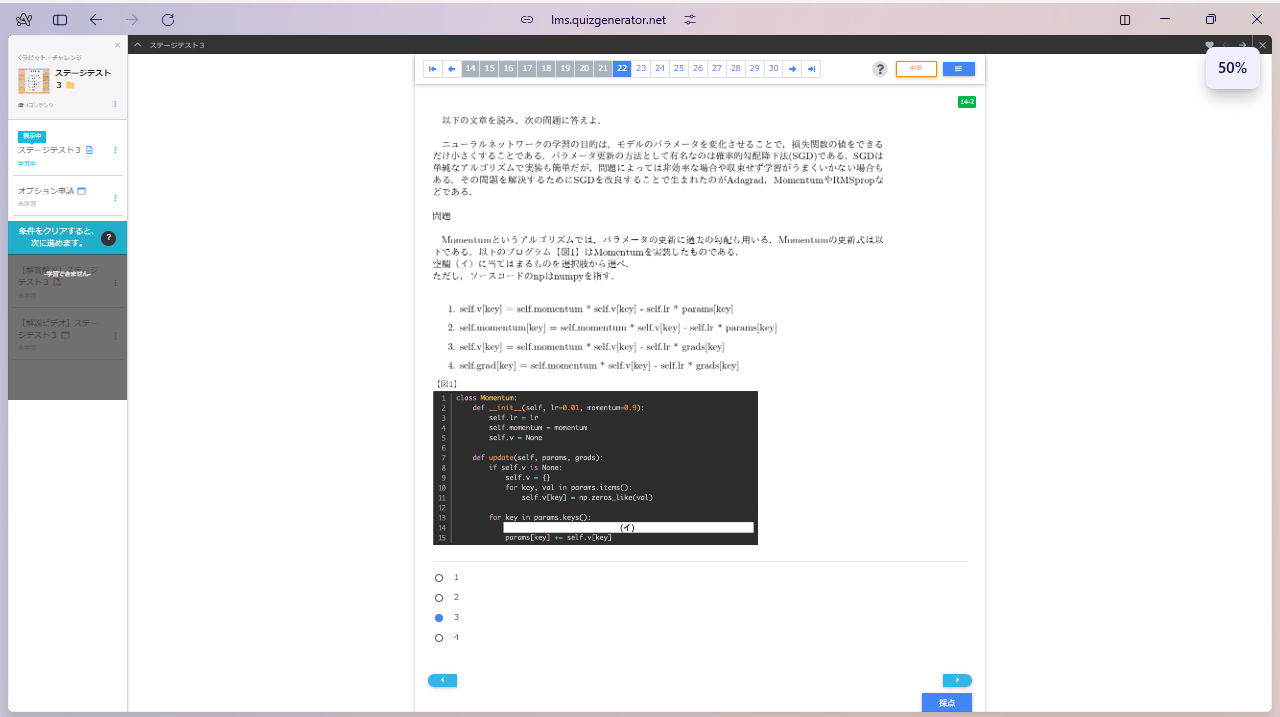 lms.quizgenerator.net
50%
ステージテスト３
ラビット・チャレンジ
ステージテスト
３
コンテンツ
表示中
ステージテスト３
学習中
オプション申請
未学習
条件をクリアすると、
次に進めます。
?
ステージ
-学習できません-
テスト３
未学習
［解説ビデオ］ステー
ジテスト３
未学習
14 15 16 17 18 19 20 21 22 23 24 25 26 27 28 29 30
?
中断
14-2
以下の文章を読み，次の問題に答えよ．
ニューラルネットワークの学習の目的は，モデルのパラメータを変化させることで，損失関数の値をできる
だけ小さくすることである．パラメータ更新の方法として有名なのは確率的勾配降下法(SGD)である．SGDは
単純なアルゴリズムで実装も簡単だが，問題によっては非効率な場合や収束せず学習がうまくいかない場合も
ある．その問題を解決するためにSGDを改良することで生まれたのがAdagrad，MomentumやRMSpropな
どである．
問題
Momentumというアルゴリズムでは，パラメータの更新に過去の勾配も用いる．Momentumの更新式は以
下である．以下のプログラム【図1】はMomentumを実装したものである．
空欄（イ）に当てはまるものを選択肢から選べ．
ただし，ソースコードのnpはnumpyを指す．
1. self.v[key] = self.momentum * self.v[key] - self.lr * params[key]
2. self.momentum[key] = self.momentum * self.v[key] - self.lr * params[key]
3. self.v[key] = self.momentum * self.v[key] - self.lr * grads[key]
4. self.grad[key] = self.momentum * self.v[key] - self.lr * grads[key]
【図1】
1 class Momentum:
2 def __init__(self, lr=0.01, momentum=0.9):
3 self.lr = lr
4 self.momentum = momentum
5 self.v = None
6
7 def update(self, params, grads):
8 if self.v is None:
9 self.v = {}
10 for key, val in params.items():
11 self.v[key] = np.zeros_like(val)
12
13 for key in params.keys():
14 （イ）
15 params[key] += self.v[key]
1
2
3
4
採点